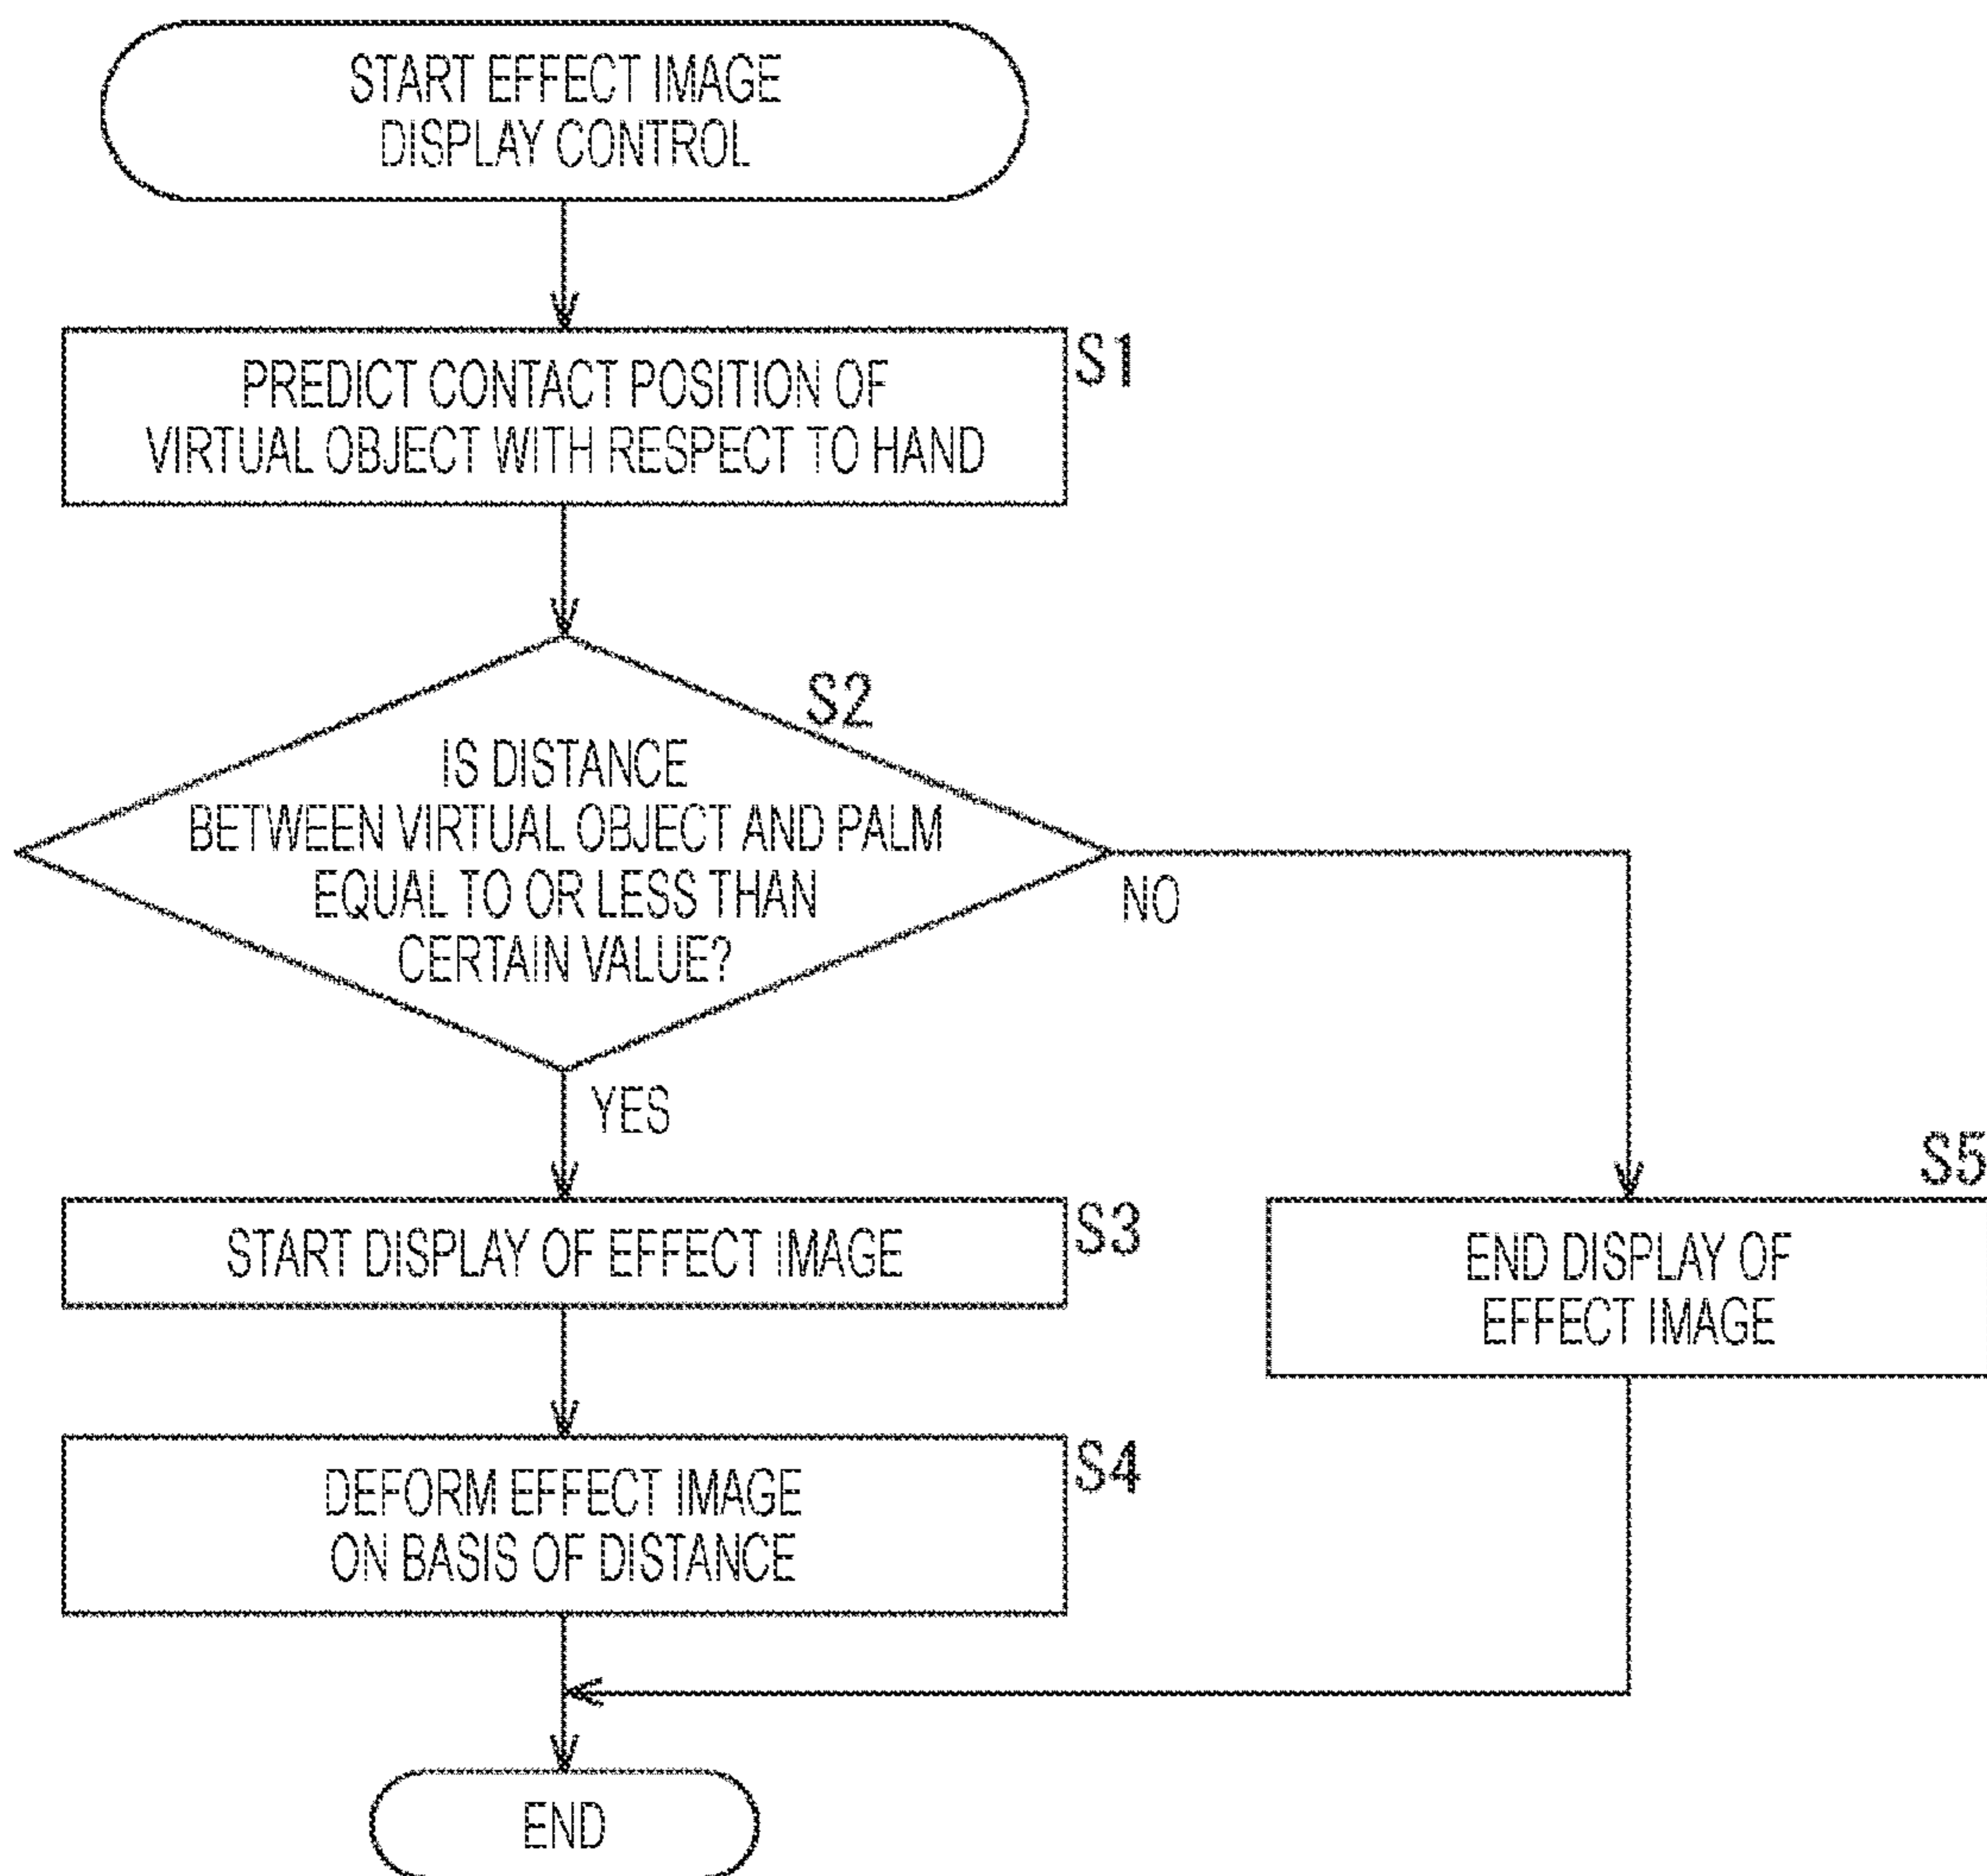 START EFFECT IMAGE
DISPLAY CONTROL
PREDICT CONTACT POSITION OF
VIRTUAL OBJECT WITH RESPECT TO HAND
S1
S2
IS DISTANCE
BETWEEN VIRTUAL OBJECT AND PALM
EQUAL TO OR LESS THAN
CERTAIN VALUE?
NO
YES
START DISPLAY OF EFFECT IMAGE
S3
S5
END DISPLAY OF
EFFECT IMAGE
DEFORM EFFECT IMAGE
ON BASIS OF DISTANCE
S4
END